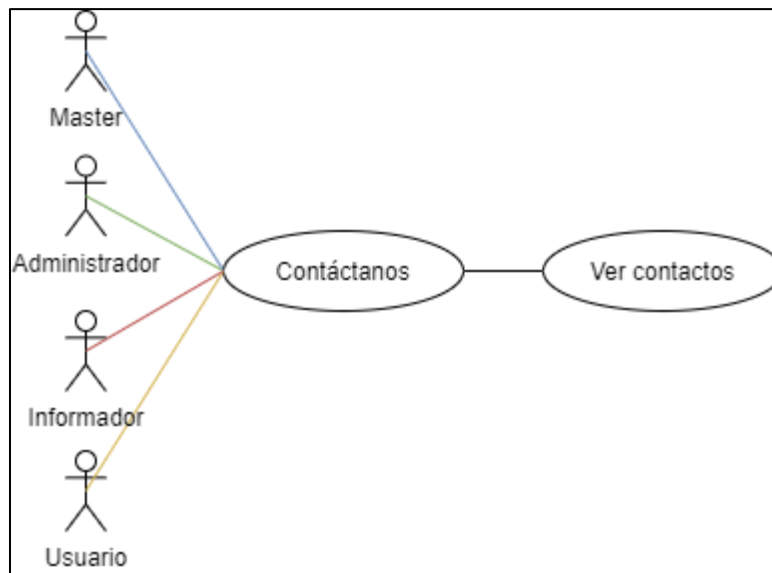 Master
Administrador
Contáctanos
Ver contactos
Informador
Usuario